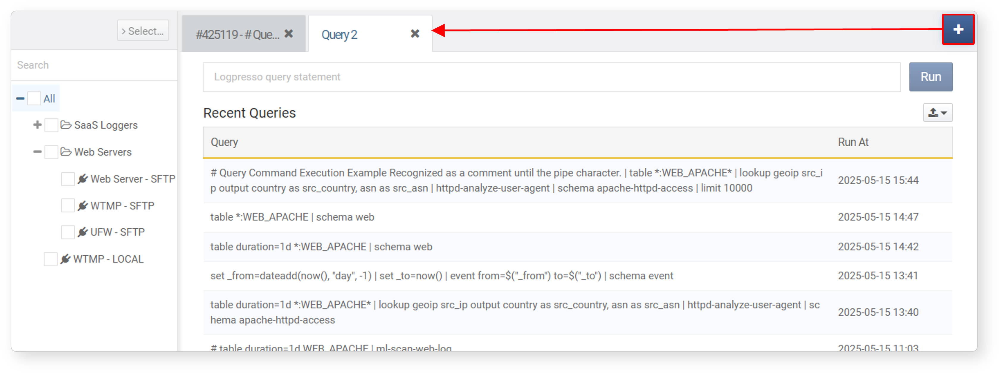 Select...
#425119 - # Que...
Query 2
Search
Logpresso query statement
Run
All
Recent Queries
SaaS Loggers
Query
Run At
Web Servers
# Query Command Execution Example Recognized as a comment until the pipe character. | table *:WEB_APACHE* | lookup geoip src_i
p output country as src_country, asn as src_asn | httpd-analyze-user-agent | schema apache-httpd-access | limit 10000
2025-05-15 15:44
Web Server - SFTP
WTMP - SFTP
table *:WEB_APACHE | schema web
2025-05-15 14:47
UFW - SFTP
table duration=1d *:WEB_APACHE | schema web
2025-05-15 14:42
WTMP - LOCAL
set _from=dateadd(now(), "day", -1) | set _to=now() | event from=$("_from") to=$("_to") | schema event
2025-05-15 13:41
table duration=1d *:WEB_APACHE* | lookup geoip src_ip output country as src_country, asn as src_asn | httpd-analyze-user-agent | sc
hema apache-httpd-access
2025-05-15 13:40
# table duration=1d WEB_APACHE | ml-scan-web-log
2025-05-15 11:03